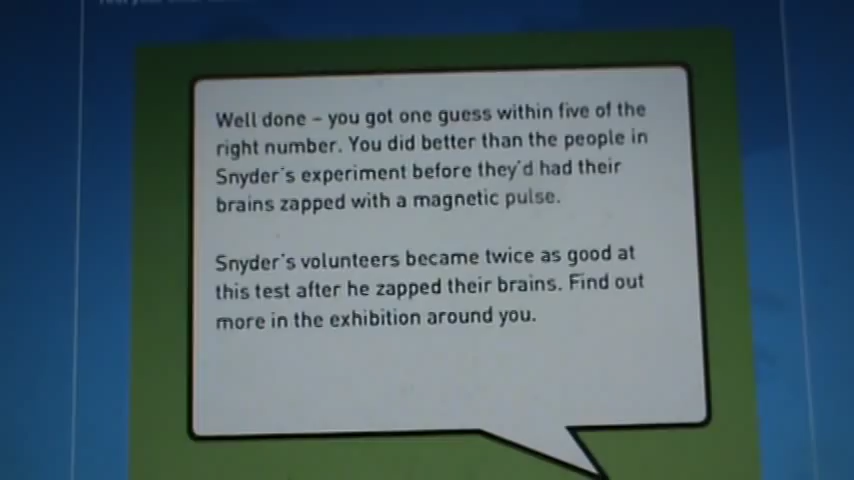 Well done – you got one guess within five of the
right number. You did better than the people in
Snyder's experiment before they'd had their
brains zapped with a magnetic pulse.
Snyder's volunteers became twice as good at
this test after he zapped their brains. Find out
more in the exhibition around you.